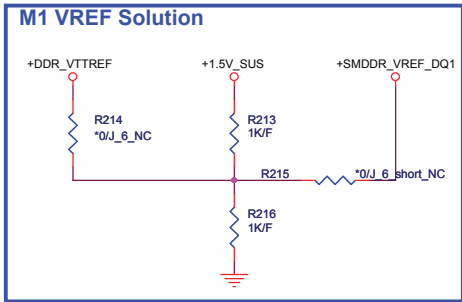 M1 VREF Solution
+DDR_VTTREF
+1.5V_SUS
+SMDDR_VREF_DQ1
R214
*0/J_6_NC
R213
1K/F
R215
*0/J_6_short_NC
R216
1K/F